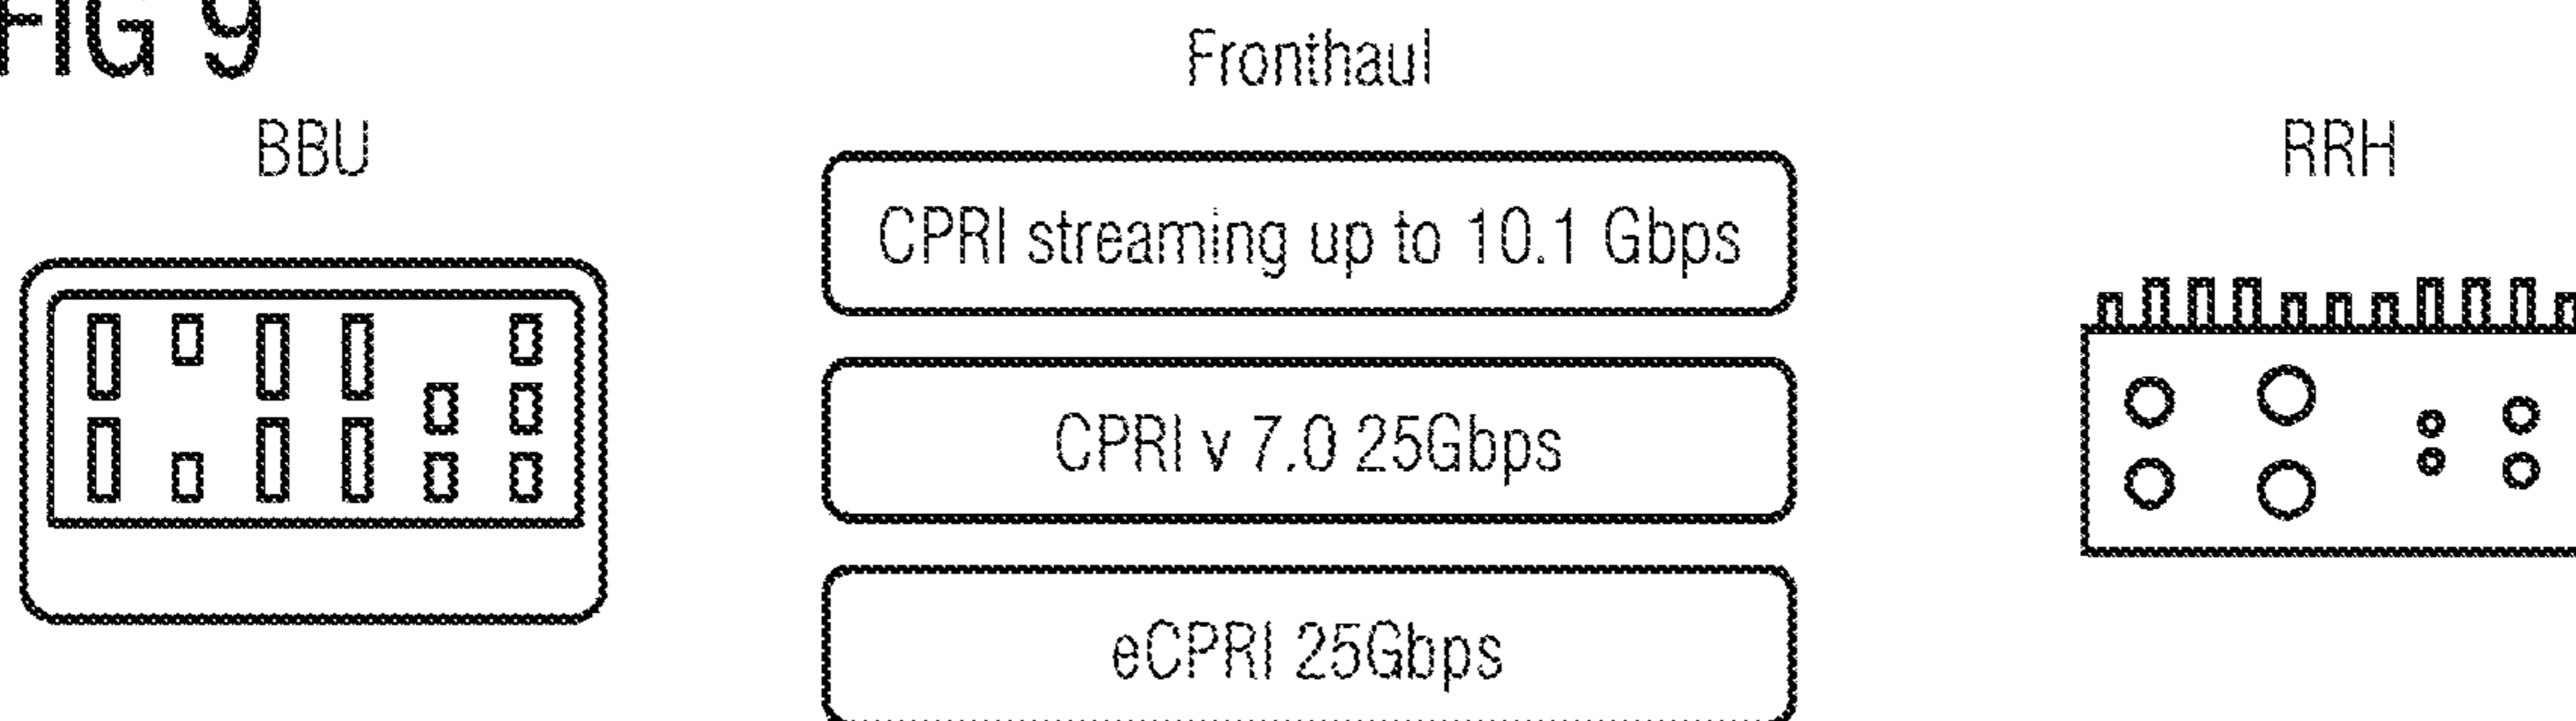 FIG 9
Fronthaul
BBU
RRH
CPRI streaming up to 10.1 Gbps
CPRI v 7.0 25Gbps
eCPRI 25Gbps